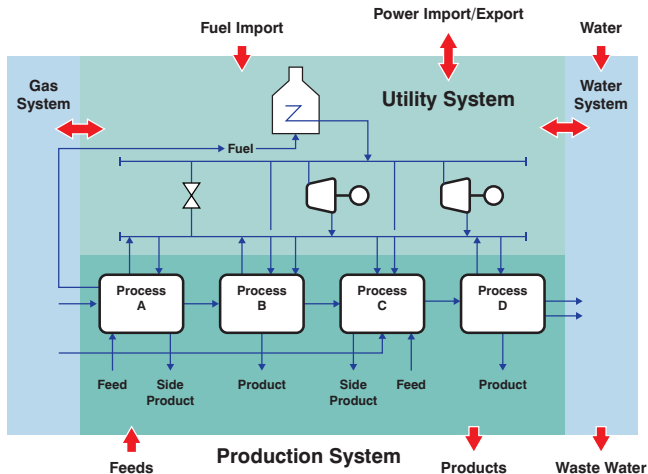 Fuel Import
Power Import/Export
Water
Gas
System
Utility System
Water
System
Fuel
Process
A
Process
B
Process
C
Process
D
Feed
Side
Product
Product
Side
Product
Feed
Product
Feeds
Production System
Products
Waste Water